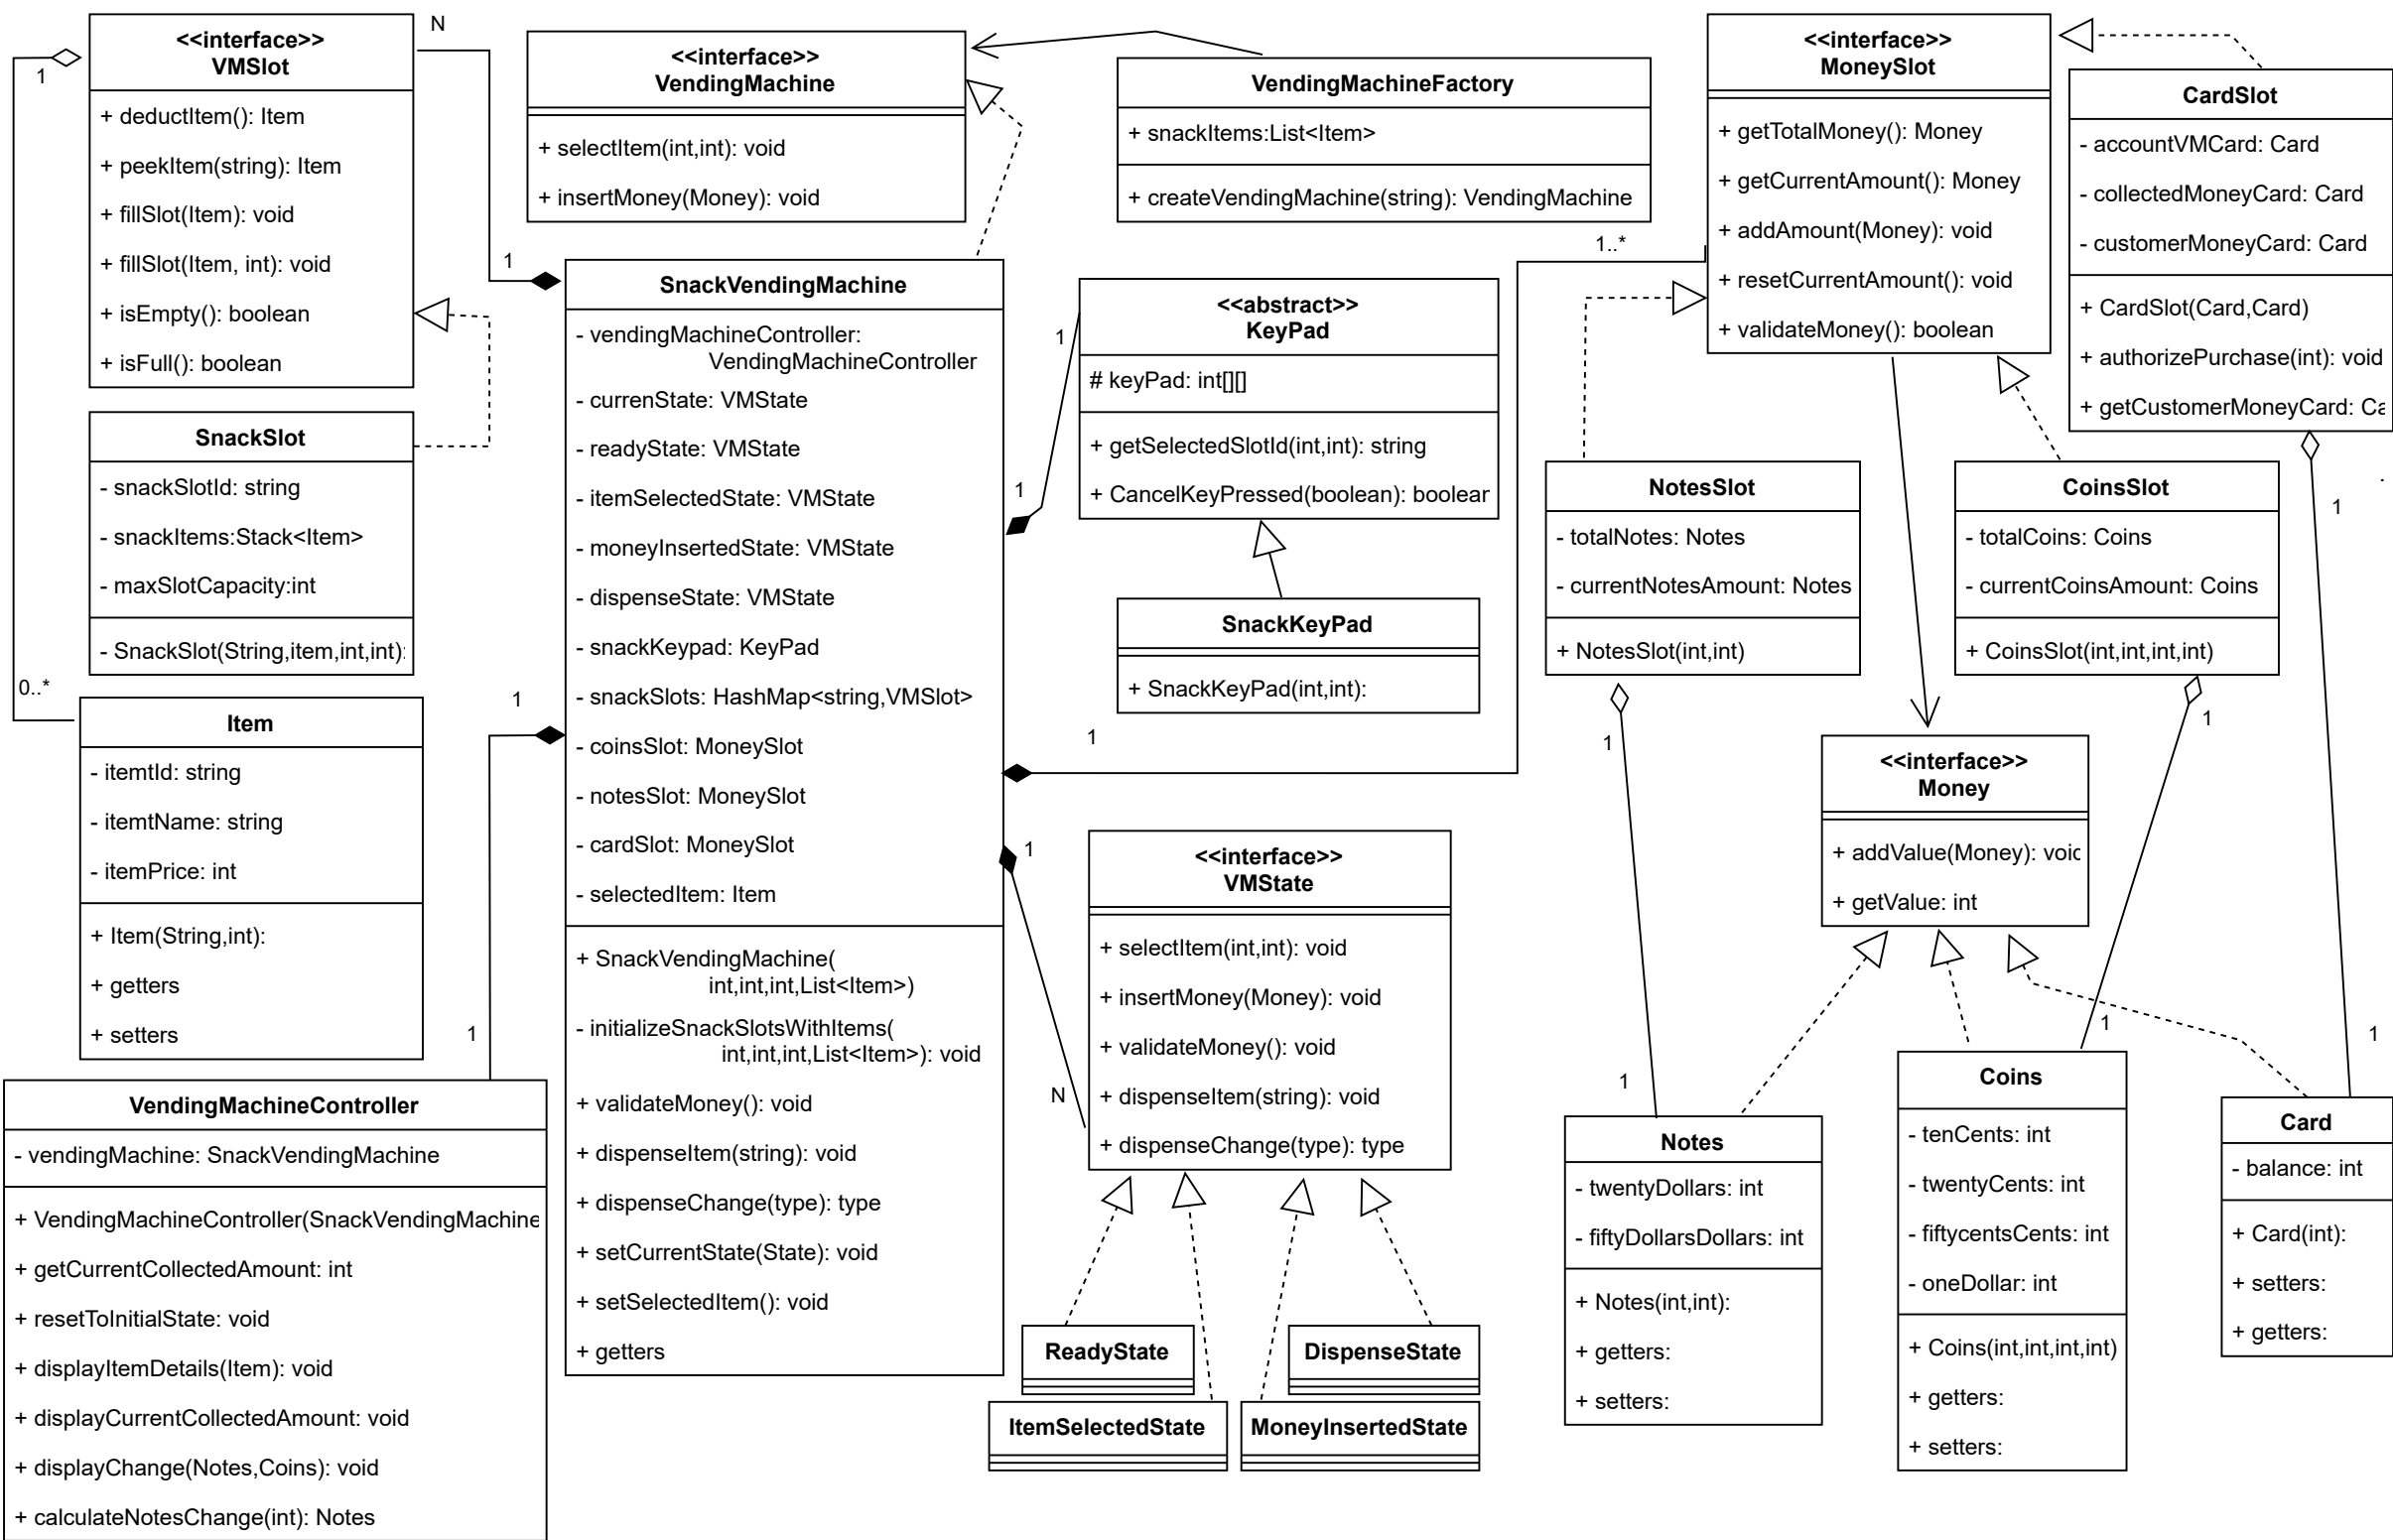 <<interface>>
VMSlot
+ deductItem(): Item
+ peekItem(string): Item
+ fillSlot(Item): void
+ fillSlot(Item, int): void
+ isEmpty(): boolean
+ isFull(): boolean
N
1
1
<<interface>>
VendingMachine
+ selectItem(int,int): void
+ insertMoney(Money): void
VendingMachineFactory
+ snackItems:List<Item>
+ createVendingMachine(string): VendingMachine
<<interface>>
MoneySlot
+ getTotalMoney(): Money
+ getCurrentAmount(): Money
+ addAmount(Money): void
+ resetCurrentAmount(): void
+ validateMoney(): boolean
1..*
CardSlot
- accountVMCard: Card
- collectedMoneyCard: Card
- customerMoneyCard: Card
+ CardSlot(Card,Card)
+ authorizePurchase(int): void
+ getCustomerMoneyCard: Ca
SnackSlot
- snackSlotId: string
- snackItems:Stack<Item>
- maxSlotCapacity:int
- SnackSlot(String,item,int,int):
0..*
Item
- itemtId: string
- itemtName: string
- itemPrice: int
+ Item(String,int):
+ getters
+ setters
1
1
VendingMachineController
- vendingMachine: SnackVendingMachine
+ VendingMachineController(SnackVendingMachine
+ getCurrentCollectedAmount: int
+ resetToInitialState: void
+ displayItemDetails(Item): void
+ displayCurrentCollectedAmount: void
+ displayChange(Notes,Coins): void
+ calculateNotesChange(int): Notes
SnackVendingMachine
- vendingMachineController:
VendingMachineController
- currenState: VMState
- readyState: VMState
- itemSelectedState: VMState
- moneyInsertedState: VMState
- dispenseState: VMState
- snackKeypad: KeyPad
- snackSlots: HashMap<string,VMSlot>
- coinsSlot: MoneySlot
- notesSlot: MoneySlot
- cardSlot: MoneySlot
- selectedItem: Item
+ SnackVendingMachine(
int,int,int,List<Item>)
- initializeSnackSlotsWithItems(
int,int,int,List<Item>): void
+ validateMoney(): void
+ dispenseItem(string): void
+ dispenseChange(type): type
+ setCurrentState(State): void
+ setSelectedItem(): void
+ getters
1
1
<<abstract>>
KeyPad
# keyPad: int[][]
+ getSelectedSlotId(int,int): string
+ CancelKeyPressed(boolean): boolean
SnackKeyPad
+ SnackKeyPad(int,int):
1
1
N
<<interface>>
VMState
+ selectItem(int,int): void
+ insertMoney(Money): void
+ validateMoney(): void
+ dispenseItem(string): void
+ dispenseChange(type): type
ReadyState
DispenseState
ItemSelectedState
MoneyInsertedState
NotesSlot
- totalNotes: Notes
- currentNotesAmount: Notes
+ NotesSlot(int,int)
CoinsSlot
- totalCoins: Coins
- currentCoinsAmount: Coins
+ CoinsSlot(int,int,int,int)
1
1
1
<<interface>>
Money
+ addValue(Money): void
+ getValue: int
1
1
1
Notes
- twentyDollars: int
- fiftyDollarsDollars: int
+ Notes(int,int):
+ getters:
+ setters:
Coins
- tenCents: int
- twentyCents: int
- fiftycentsCents: int
- oneDollar: int
+ Coins(int,int,int,int)
+ getters:
+ setters:
Card
- balance: int
+ Card(int):
+ setters:
+ getters: